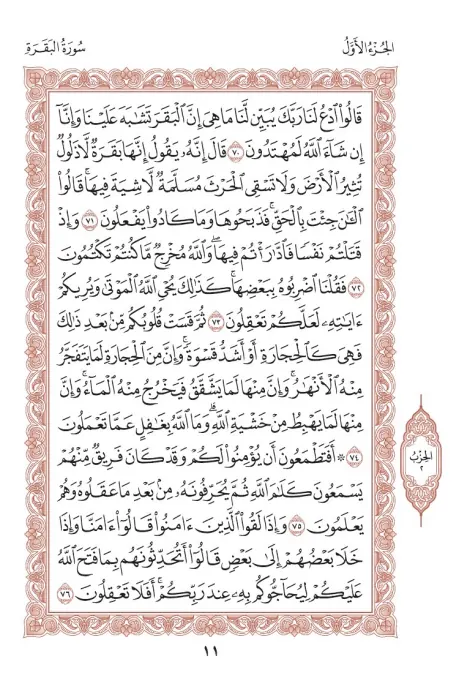 الجُزْءُ الأَوَّلُ
سُورَةُ البَقَرَةِ
قَالُوا۟ ٱدْعُ لَنَا رَبَّكَ يُبَيِّن لَّنَا مَا هِىَ إِنَّ ٱلْبَقَرَ تَشَٰبَهَ عَلَيْنَا وَإِنَّآ
إِن شَآءَ ٱللَّهُ لَمُهْتَدُونَ ٧٠ قَالَ إِنَّهُۥ يَقُولُ إِنَّهَا بَقَرَةٌ لَّا ذَلُولٌ
تُثِيرُ ٱلْأَرْضَ وَلَا تَسْقِى ٱلْحَرْثَ مُسَلَّمَةٌ لَّا شِيَةَ فِيهَا ۚ قَالُوا۟
ٱلْـَٰٔنَ جِئْتَ بِٱلْحَقِّ ۚ فَذَبَحُوهَا وَمَا كَادُوا۟ يَفْعَلُونَ ٧١ وَإِذْ
قَتَلْتُمْ نَفْسًا فَٱدَّٰرَْٰٔتُمْ فِيهَا ۖ وَٱللَّهُ مُخْرِجٌ مَّا كُنتُمْ تَكْتُمُونَ
٧٢ فَقُلْنَا ٱضْرِبُوهُ بِبَعْضِهَا ۚ كَذَٰلِكَ يُحْىِ ٱللَّهُ ٱلْمَوْتَىٰ وَيُرِيكُمْ
ءَايَٰتِهِۦ لَعَلَّكُمْ تَعْقِلُونَ ٧٣ ثُمَّ قَسَتْ قُلُوبُكُم مِّنۢ بَعْدِ ذَٰلِكَ
فَهِىَ كَٱلْحِجَارَةِ أَوْ أَشَدُّ قَسْوَةً ۚ وَإِنَّ مِنَ ٱلْحِجَارَةِ لَمَا يَتَفَجَّرُ
مِنْهُ ٱلْأَنْهَٰرُ ۚ وَإِنَّ مِنْهَا لَمَا يَشَّقَّقُ فَيَخْرُجُ مِنْهُ ٱلْمَآءُ ۚ وَإِنَّ
مِنْهَا لَمَا يَهْبِطُ مِنْ خَشْيَةِ ٱللَّهِ ۗ وَمَا ٱللَّهُ بِغَٰفِلٍ عَمَّا تَعْمَلُونَ
٧٤ ۞ أَفَتَطْمَعُونَ أَن يُؤْمِنُوا۟ لَكُمْ وَقَدْ كَانَ فَرِيقٌ مِّنْهُمْ
يَسْمَعُونَ كَلَٰمَ ٱللَّهِ ثُمَّ يُحَرِّفُونَهُۥ مِنۢ بَعْدِ مَا عَقَلُوهُ وَهُمْ
يَعْلَمُونَ ٧٥ وَإِذَا لَقُوا۟ ٱلَّذِينَ ءَامَنُوا۟ قَالُوٓا۟ ءَامَنَّا وَإِذَا
خَلَا بَعْضُهُمْ إِلَىٰ بَعْضٍ قَالُوٓا۟ أَتُحَدِّثُونَهُم بِمَا فَتَحَ ٱللَّهُ
عَلَيْكُمْ لِيُحَآجُّوكُم بِهِۦ عِندَ رَبِّكُمْ ۚ أَفَلَا تَعْقِلُونَ ٧٦
الحِزْبُ
٢
١١